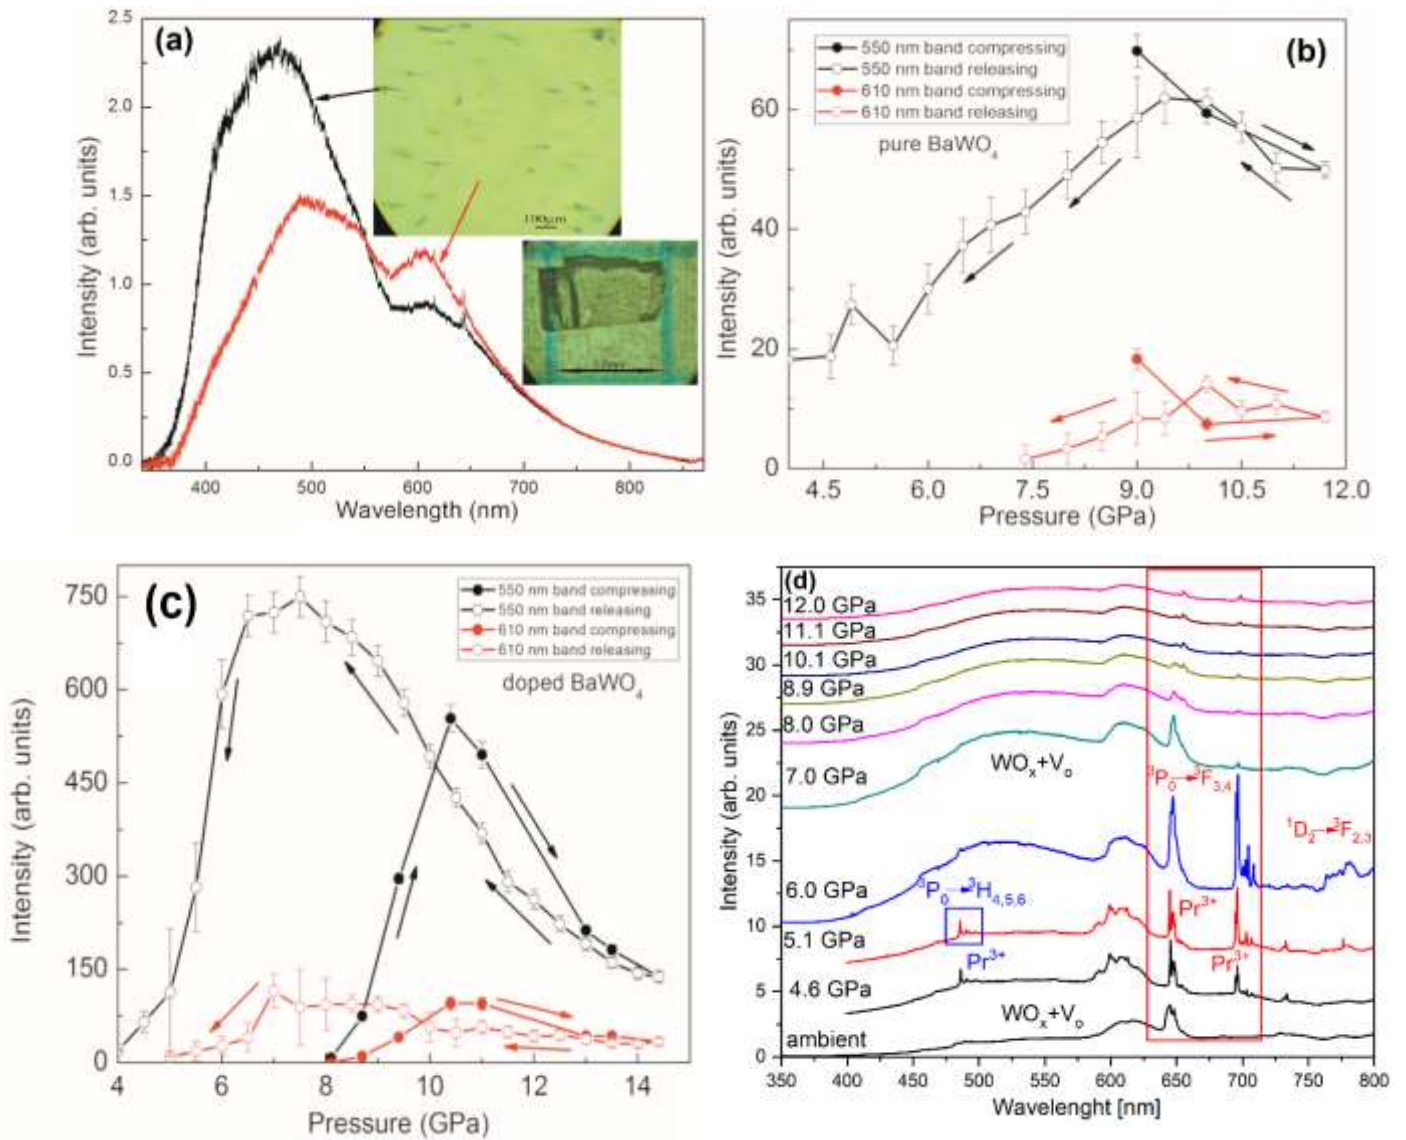 (a)
2.5
2.0
1.5
1.0
0.5
0.0
Intensity (arb. units)
400 500 600 700 800
Wavelength (nm)
100µm
(b)
550 nm band compressing
550 nm band releasing
610 nm band compressing
610 nm band releasing
pure BaWO4
60
40
20
0
Intensity (arb. units)
4.5 6.0 7.5 9.0 10.5 12.0
Pressure (GPa)
(c)
550 nm band compressing
550 nm band releasing
610 nm band compressing
610 nm band releasing
doped BaWO4
750
600
450
300
150
0
Intensity (arb. units)
4 6 8 10 12 14
Pressure (GPa)
(d)
35
30
25
20
15
10
5
0
Intensity (arb. units)
12.0 GPa
11.1 GPa
10.1 GPa
8.9 GPa
8.0 GPa
WOx+Vo
7.0 GPa
3P0→3F3,4
1D2→3F2,3
6.0 GPa
3P0→3H4,5,6
Pr3+
5.1 GPa
Pr3+
Pr3+
4.6 GPa
WOx+Vo
ambient
350 400 450 500 550 600 650 700 750 800
Wavelenght [nm]